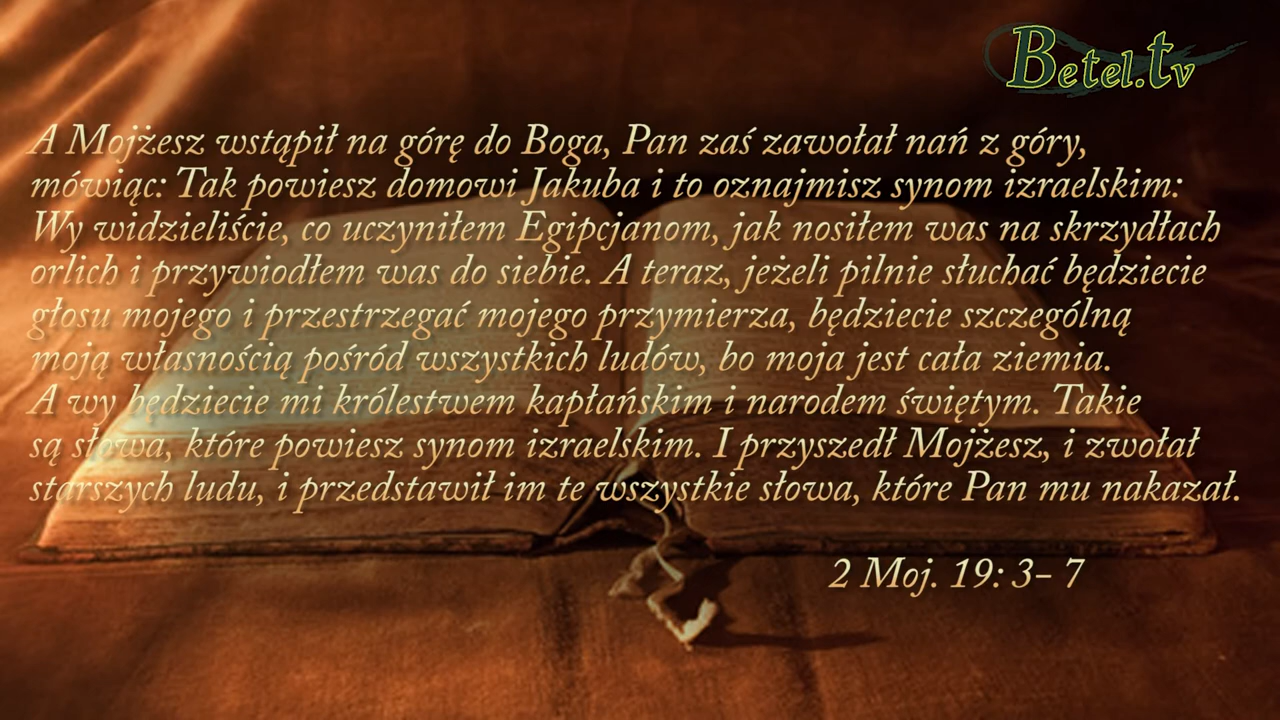 Betel.tv
A Mojżesz wstąpił na górę do Boga, Pan zaś zawołał nań z góry,
mówiąc: Tak powiesz domowi Jakuba i to oznajmisz synom izraelskim:
Wy widzieliście, co uczyniłem Egipcjanom, jak nosiłem was na skrzydłach
orlich i przywiodłem was do siebie. A teraz, jeżeli pilnie słuchać będziecie
głosu mojego i przestrzegać mojego przymierza, będziecie szczególną
moją własnością pośród wszystkich ludów, bo moja jest cała ziemia.
A wy będziecie mi królestwem kapłańskim i narodem świętym. Takie
są słowa, które powiesz synom izraelskim. I przyszedł Mojżesz, i zwołał
starszych ludu, i przedstawił im te wszystkie słowa, które Pan mu nakazał.
2 Moj. 19: 3– 7